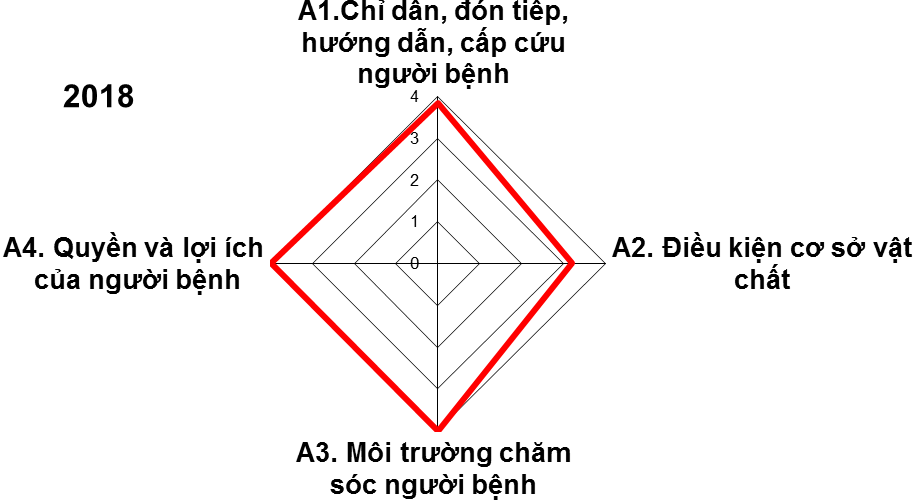 A1.Chỉ dẫn, đón tiếp,
hướng dẫn, cấp cứu
người bệnh
2018
4
3
2
1
0
A4. Quyền và lợi ích
của người bệnh
A2. Điều kiện cơ sở vật
chất
A3. Môi trường chăm
sóc người bệnh